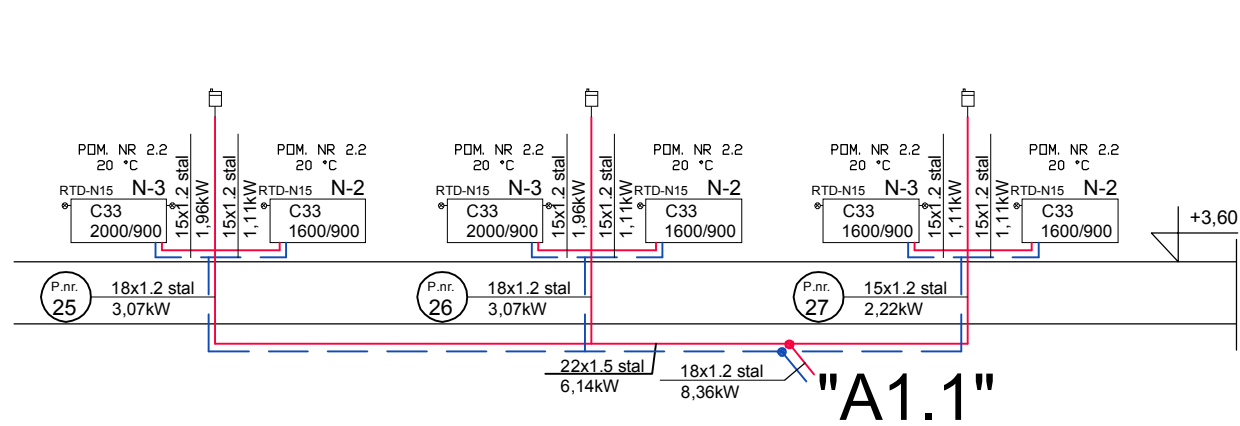 POM. NR 2.2
20 °C
RTD-N15 N-3
C33
2000/900
15x1.2 stal
1,96kW
15x1.2 stal
1,11kW
POM. NR 2.2
20 °C
RTD-N15 N-2
C33
1600/900
POM. NR 2.2
20 °C
RTD-N15 N-3
C33
2000/900
15x1.2 stal
1,96kW
15x1.2 stal
1,11kW
POM. NR 2.2
20 °C
RTD-N15 N-2
C33
1600/900
POM. NR 2.2
20 °C
RTD-N15 N-3
C33
1600/900
15x1.2 stal
1,11kW
15x1.2 stal
1,11kW
POM. NR 2.2
20 °C
RTD-N15 N-2
C33
1600/900
+3,60
P.nr.
25
18x1.2 stal
3,07kW
P.nr.
26
18x1.2 stal
3,07kW
P.nr.
27
15x1.2 stal
2,22kW
22x1.5 stal
6,14kW
18x1.2 stal
8,36kW
"A1.1"